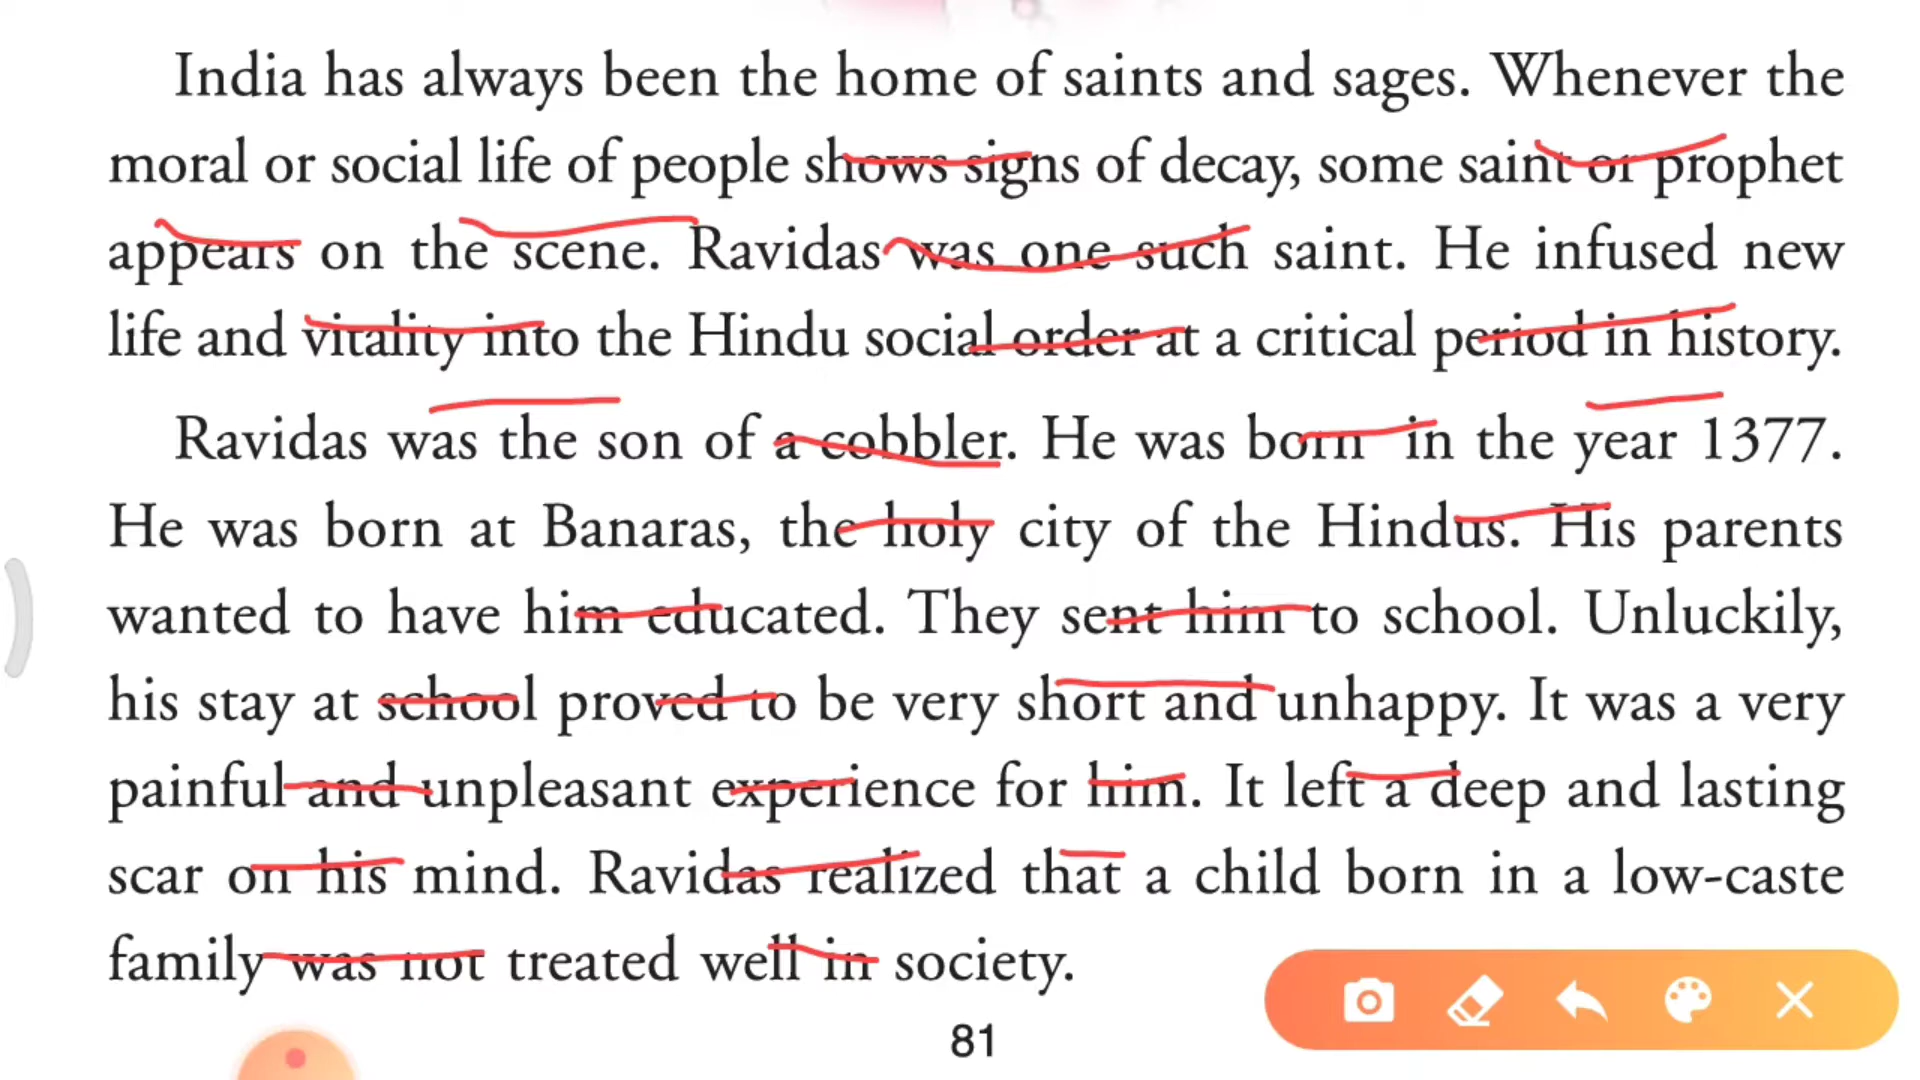 India has always been the home of saints and sages. Whenever the
moral or social life of people shows signs of decay, some saint or prophet
appears on the scene. Ravidas was one such saint. He infused new
life and vitality into the Hindu social order at a critical period in history.
Ravidas was the son of a cobbler. He was born in the year 1377.
He was born at Banaras, the holy city of the Hindus. His parents
wanted to have him educated. They sent him to school. Unluckily,
his stay at school proved to be very short and unhappy. It was a very
painful and unpleasant experience for him. It left a deep and lasting
scar on his mind. Ravidas realized that a child born in a low-caste
family was not treated well in society.
81